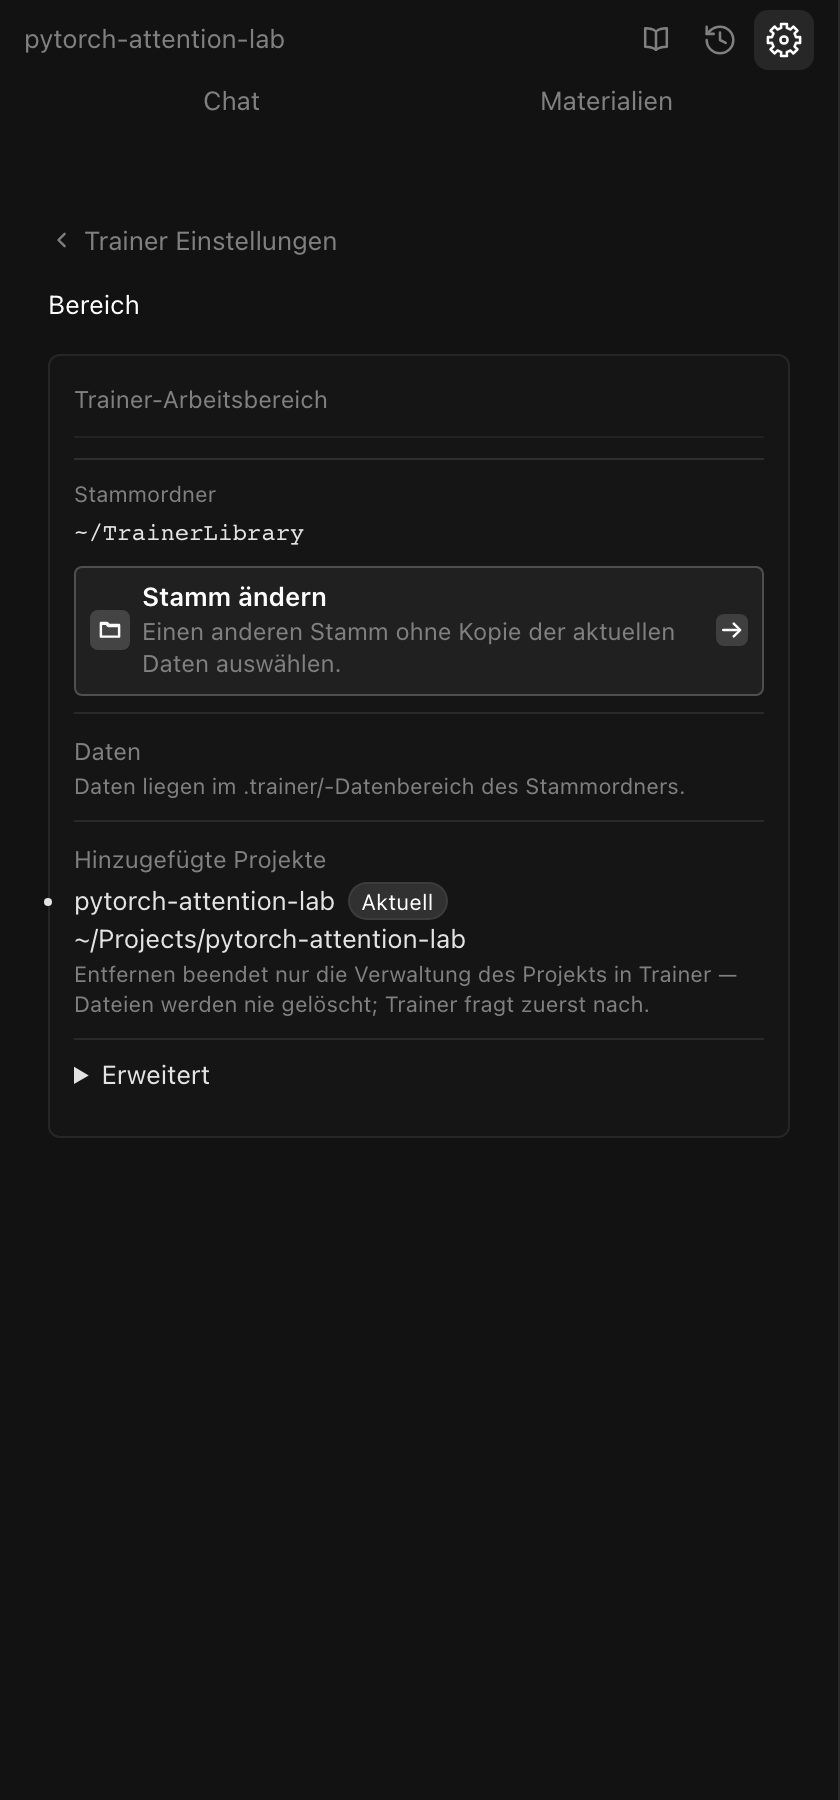 pytorch-attention-lab
Chat
Materialien
Trainer Einstellungen
Bereich
Trainer-Arbeitsbereich
Stammordner
~/TrainerLibrary
Stamm ändern
Einen anderen Stamm ohne Kopie der aktuellen
Daten auswählen.
Daten
Daten liegen im .trainer/-Datenbereich des Stammordners.
Hinzugefügte Projekte
pytorch-attention-lab Aktuell
~/Projects/pytorch-attention-lab
Entfernen beendet nur die Verwaltung des Projekts in Trainer —
Dateien werden nie gelöscht; Trainer fragt zuerst nach.
Erweitert